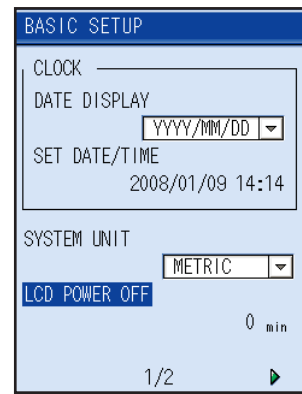 BASIC SETUP
CLOCK
DATE DISPLAY
YYYY/MM/DD
SET DATE/TIME
2008/01/09 14:14
SYSTEM UNIT
METRIC
LCD POWER OFF
0 min
1/2